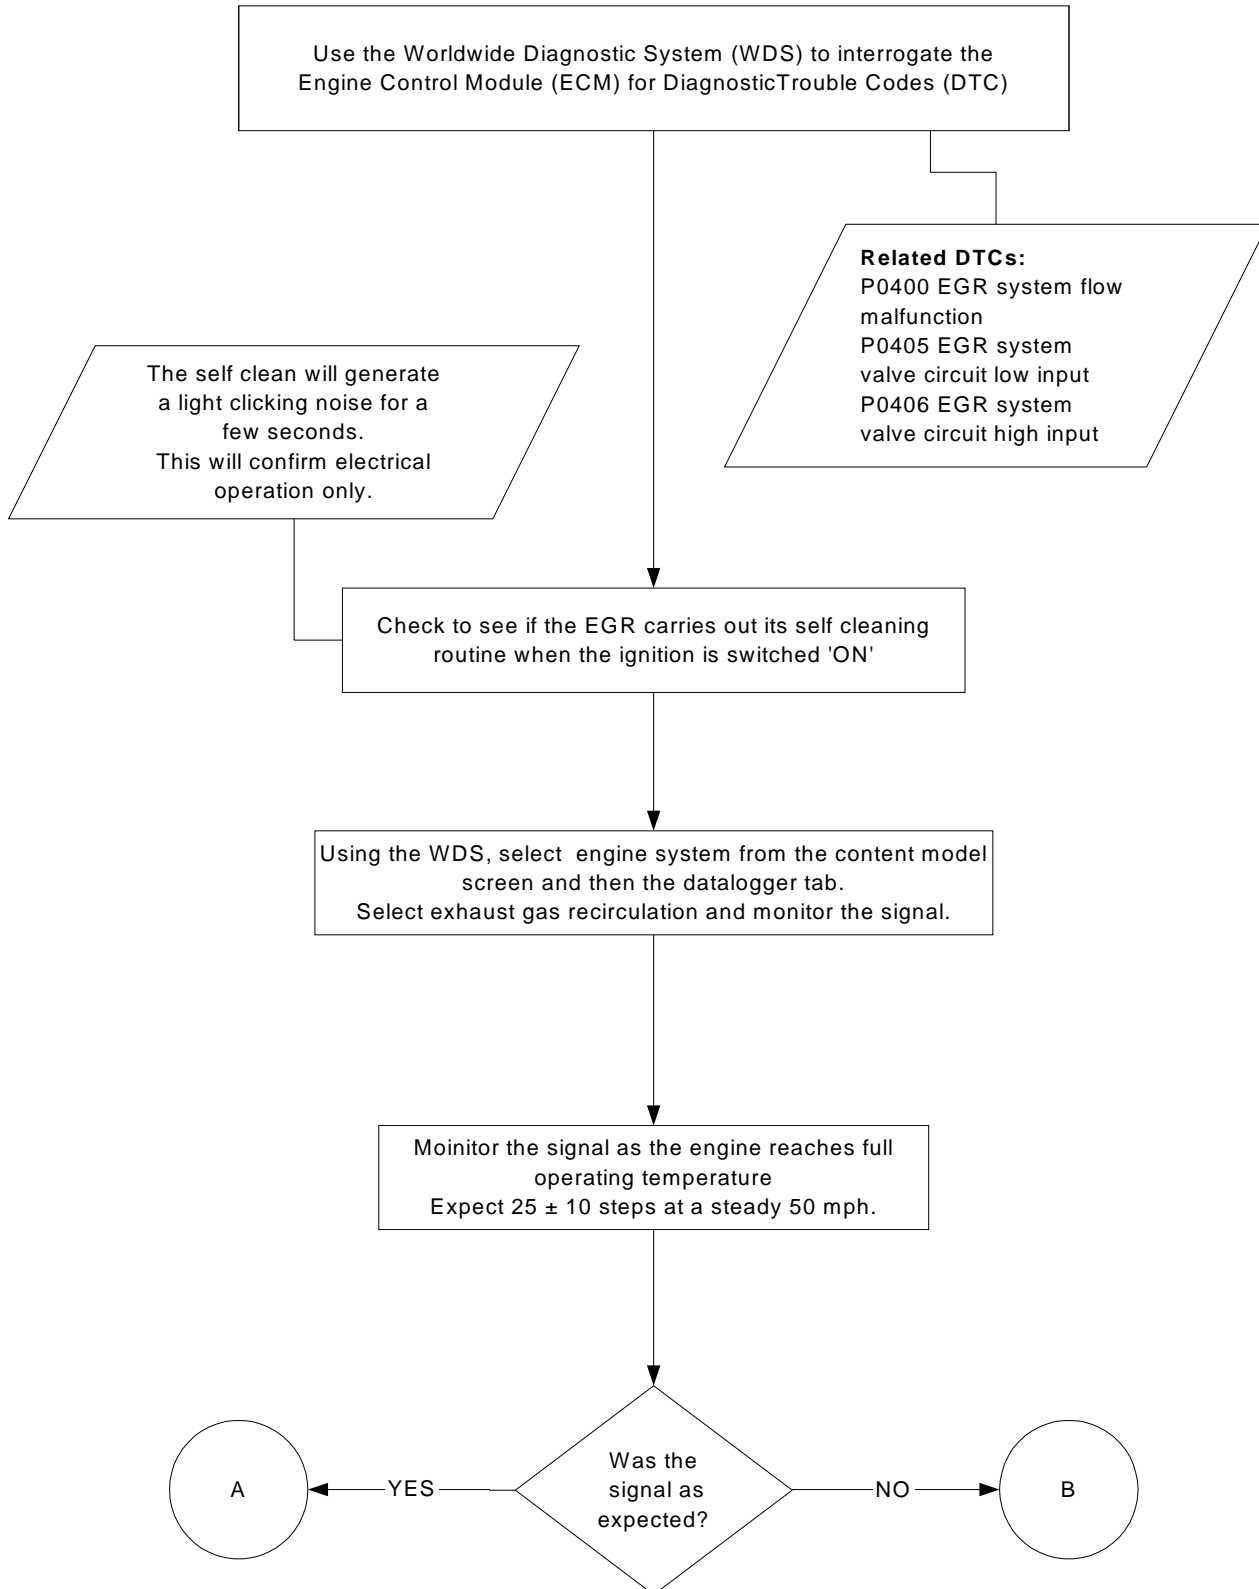 Use the Worldwide Diagnostic System (WDS) to interrogate the
Engine Control Module (ECM) for DiagnosticTrouble Codes (DTC)
Related DTCs:
P0400 EGR system flow
malfunction
P0405 EGR system
valve circuit low input
P0406 EGR system
valve circuit high input
The self clean will generate
a light clicking noise for a
few seconds.
This will confirm electrical
operation only.
Check to see if the EGR carries out its self cleaning
routine when the ignition is switched 'ON'
Using the WDS, select engine system from the content model
screen and then the datalogger tab.
Select exhaust gas recirculation and monitor the signal.
Moinitor the signal as the engine reaches full
operating temperature
Expect 25 ± 10 steps at a steady 50 mph.
Was the
signal as
expected?
YES
A
NO
B